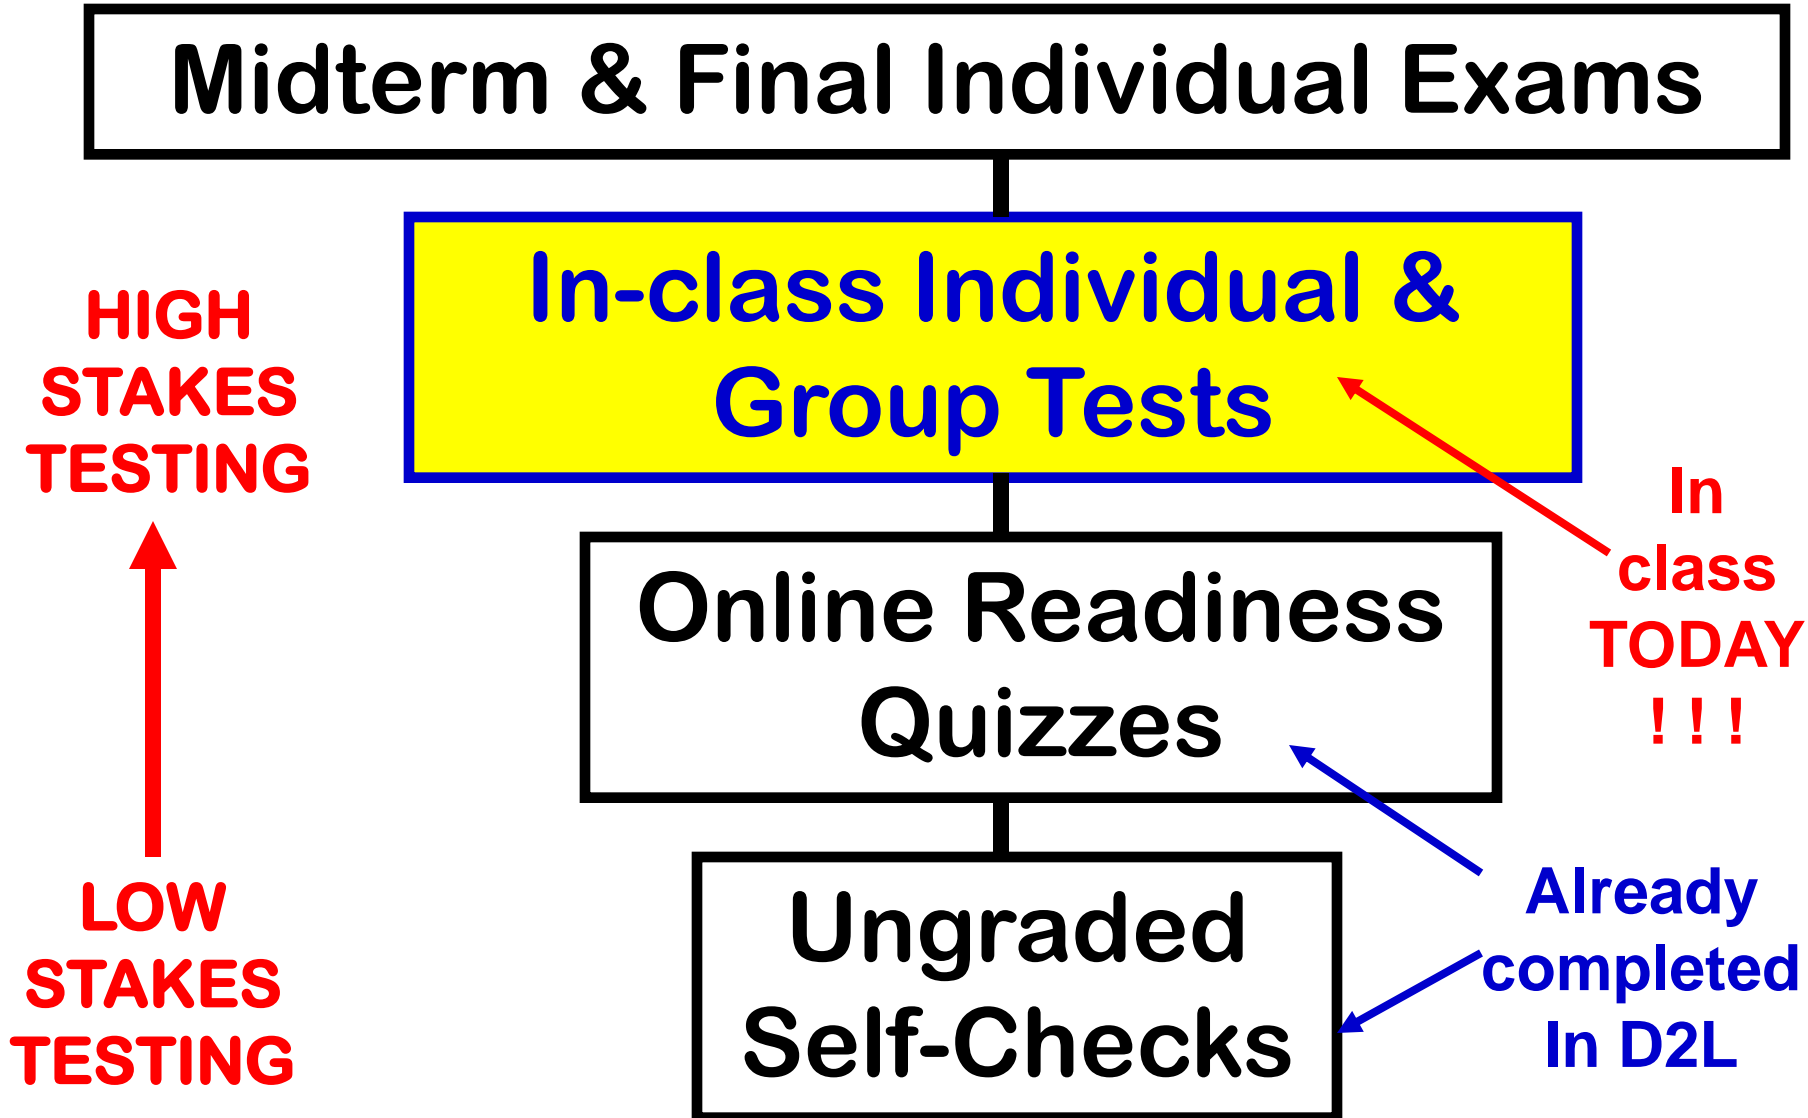 Midterm & Final Individual Exams
In-class Individual &
Group Tests
HIGH
STAKES
TESTING
In
class
TODAY
! ! !
Online Readiness
Quizzes
LOW
STAKES
TESTING
Ungraded
Self-Checks
Already
completed
In D2L